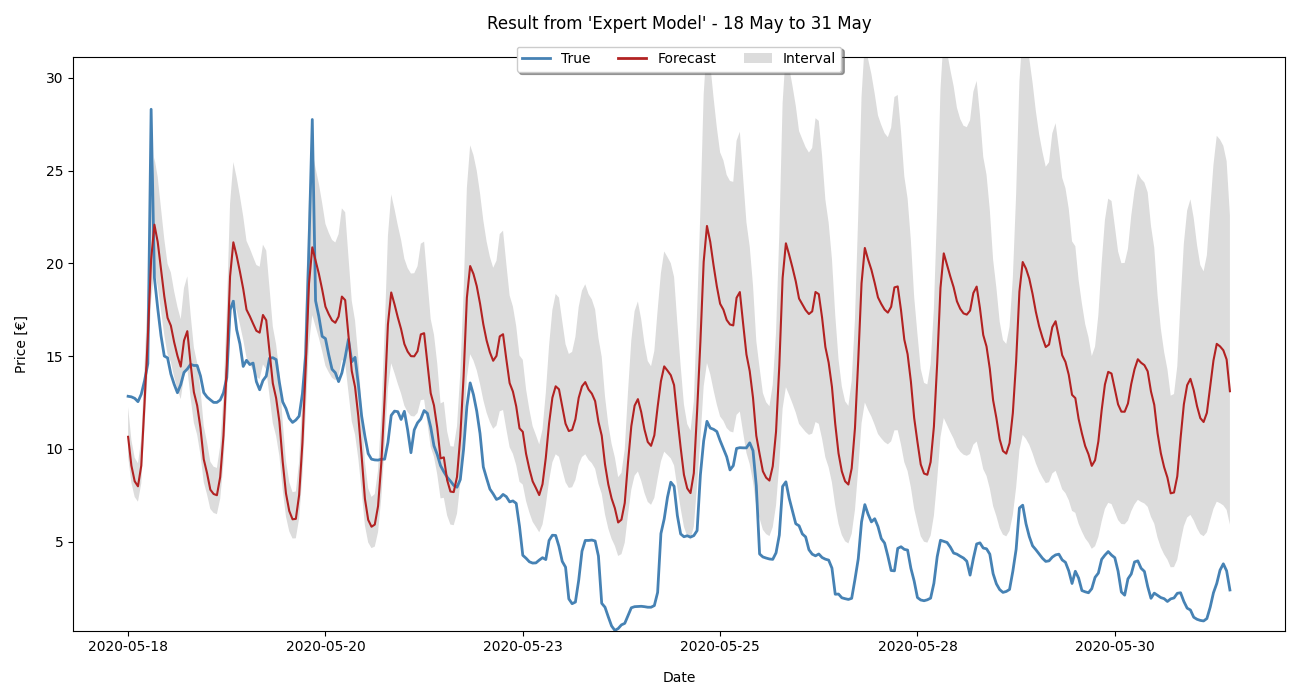 Result from 'Expert Model' - 18 May to 31 May
True Forecast Interval
30
25
20
15
10
5
Price [€]
2020-05-18 2020-05-20 2020-05-23 2020-05-25 2020-05-28 2020-05-30
Date